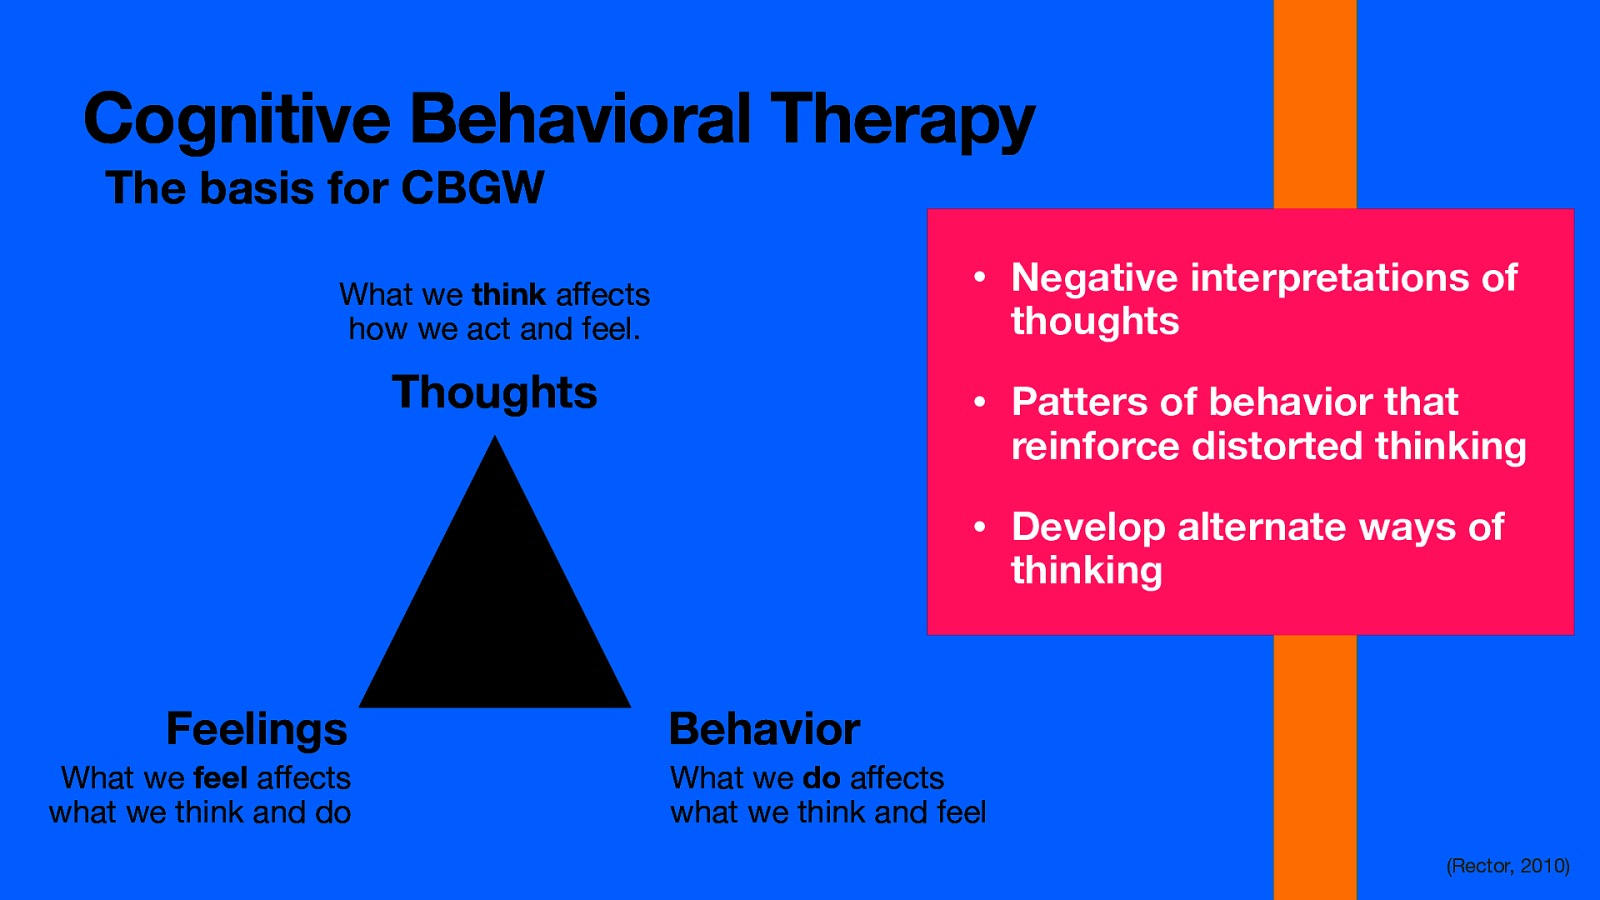 Cognitive Behavioral Therapy
The basis for CBGW
What we think affects
how we act and feel.
Thoughts
Feelings
What we feel affects
what we think and do
Behavior
What we do affects
what we think and feel
• Negative interpretations of
thoughts
• Patters of behavior that
reinforce distorted thinking
• Develop alternate ways of
thinking
(Rector, 2010)